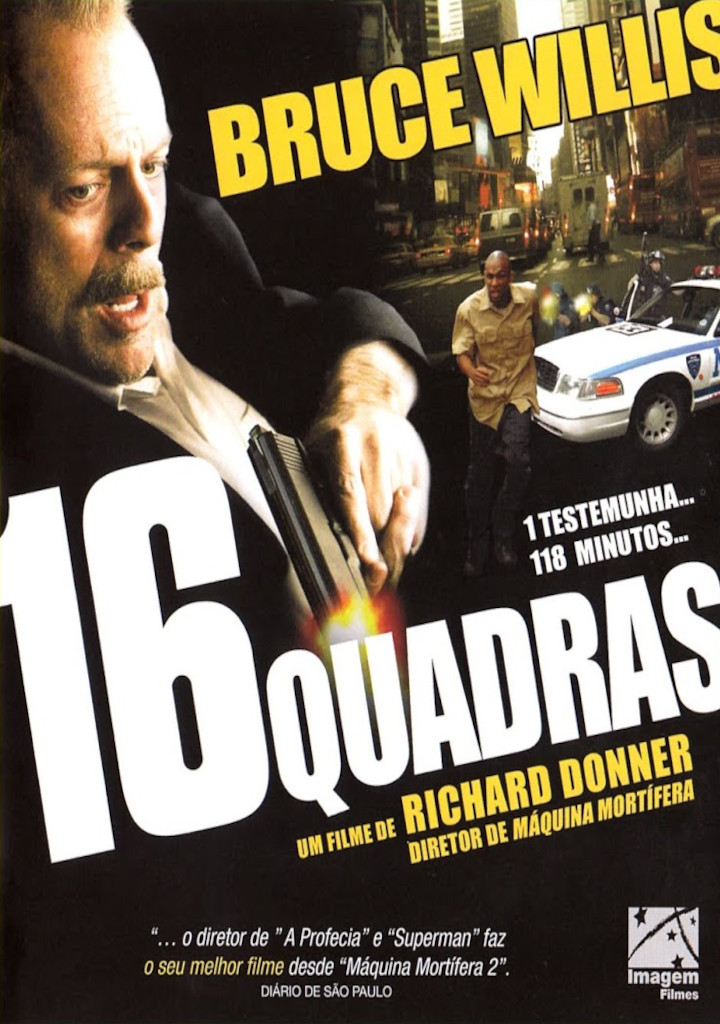 BRUCE WILLIS
1 TESTEMUNHA...
118 MINUTOS...
16 QUADRAS
UM FILME DE RICHARD DONNER
DIRETOR DE MÁQUINA MORTÍFERA
“... o diretor de ” A Profecia” e “Superman” faz
o seu melhor filme desde “Máquina Mortífera 2”.
DIÁRIO DE SÃO PAULO
Imagem
Filmes